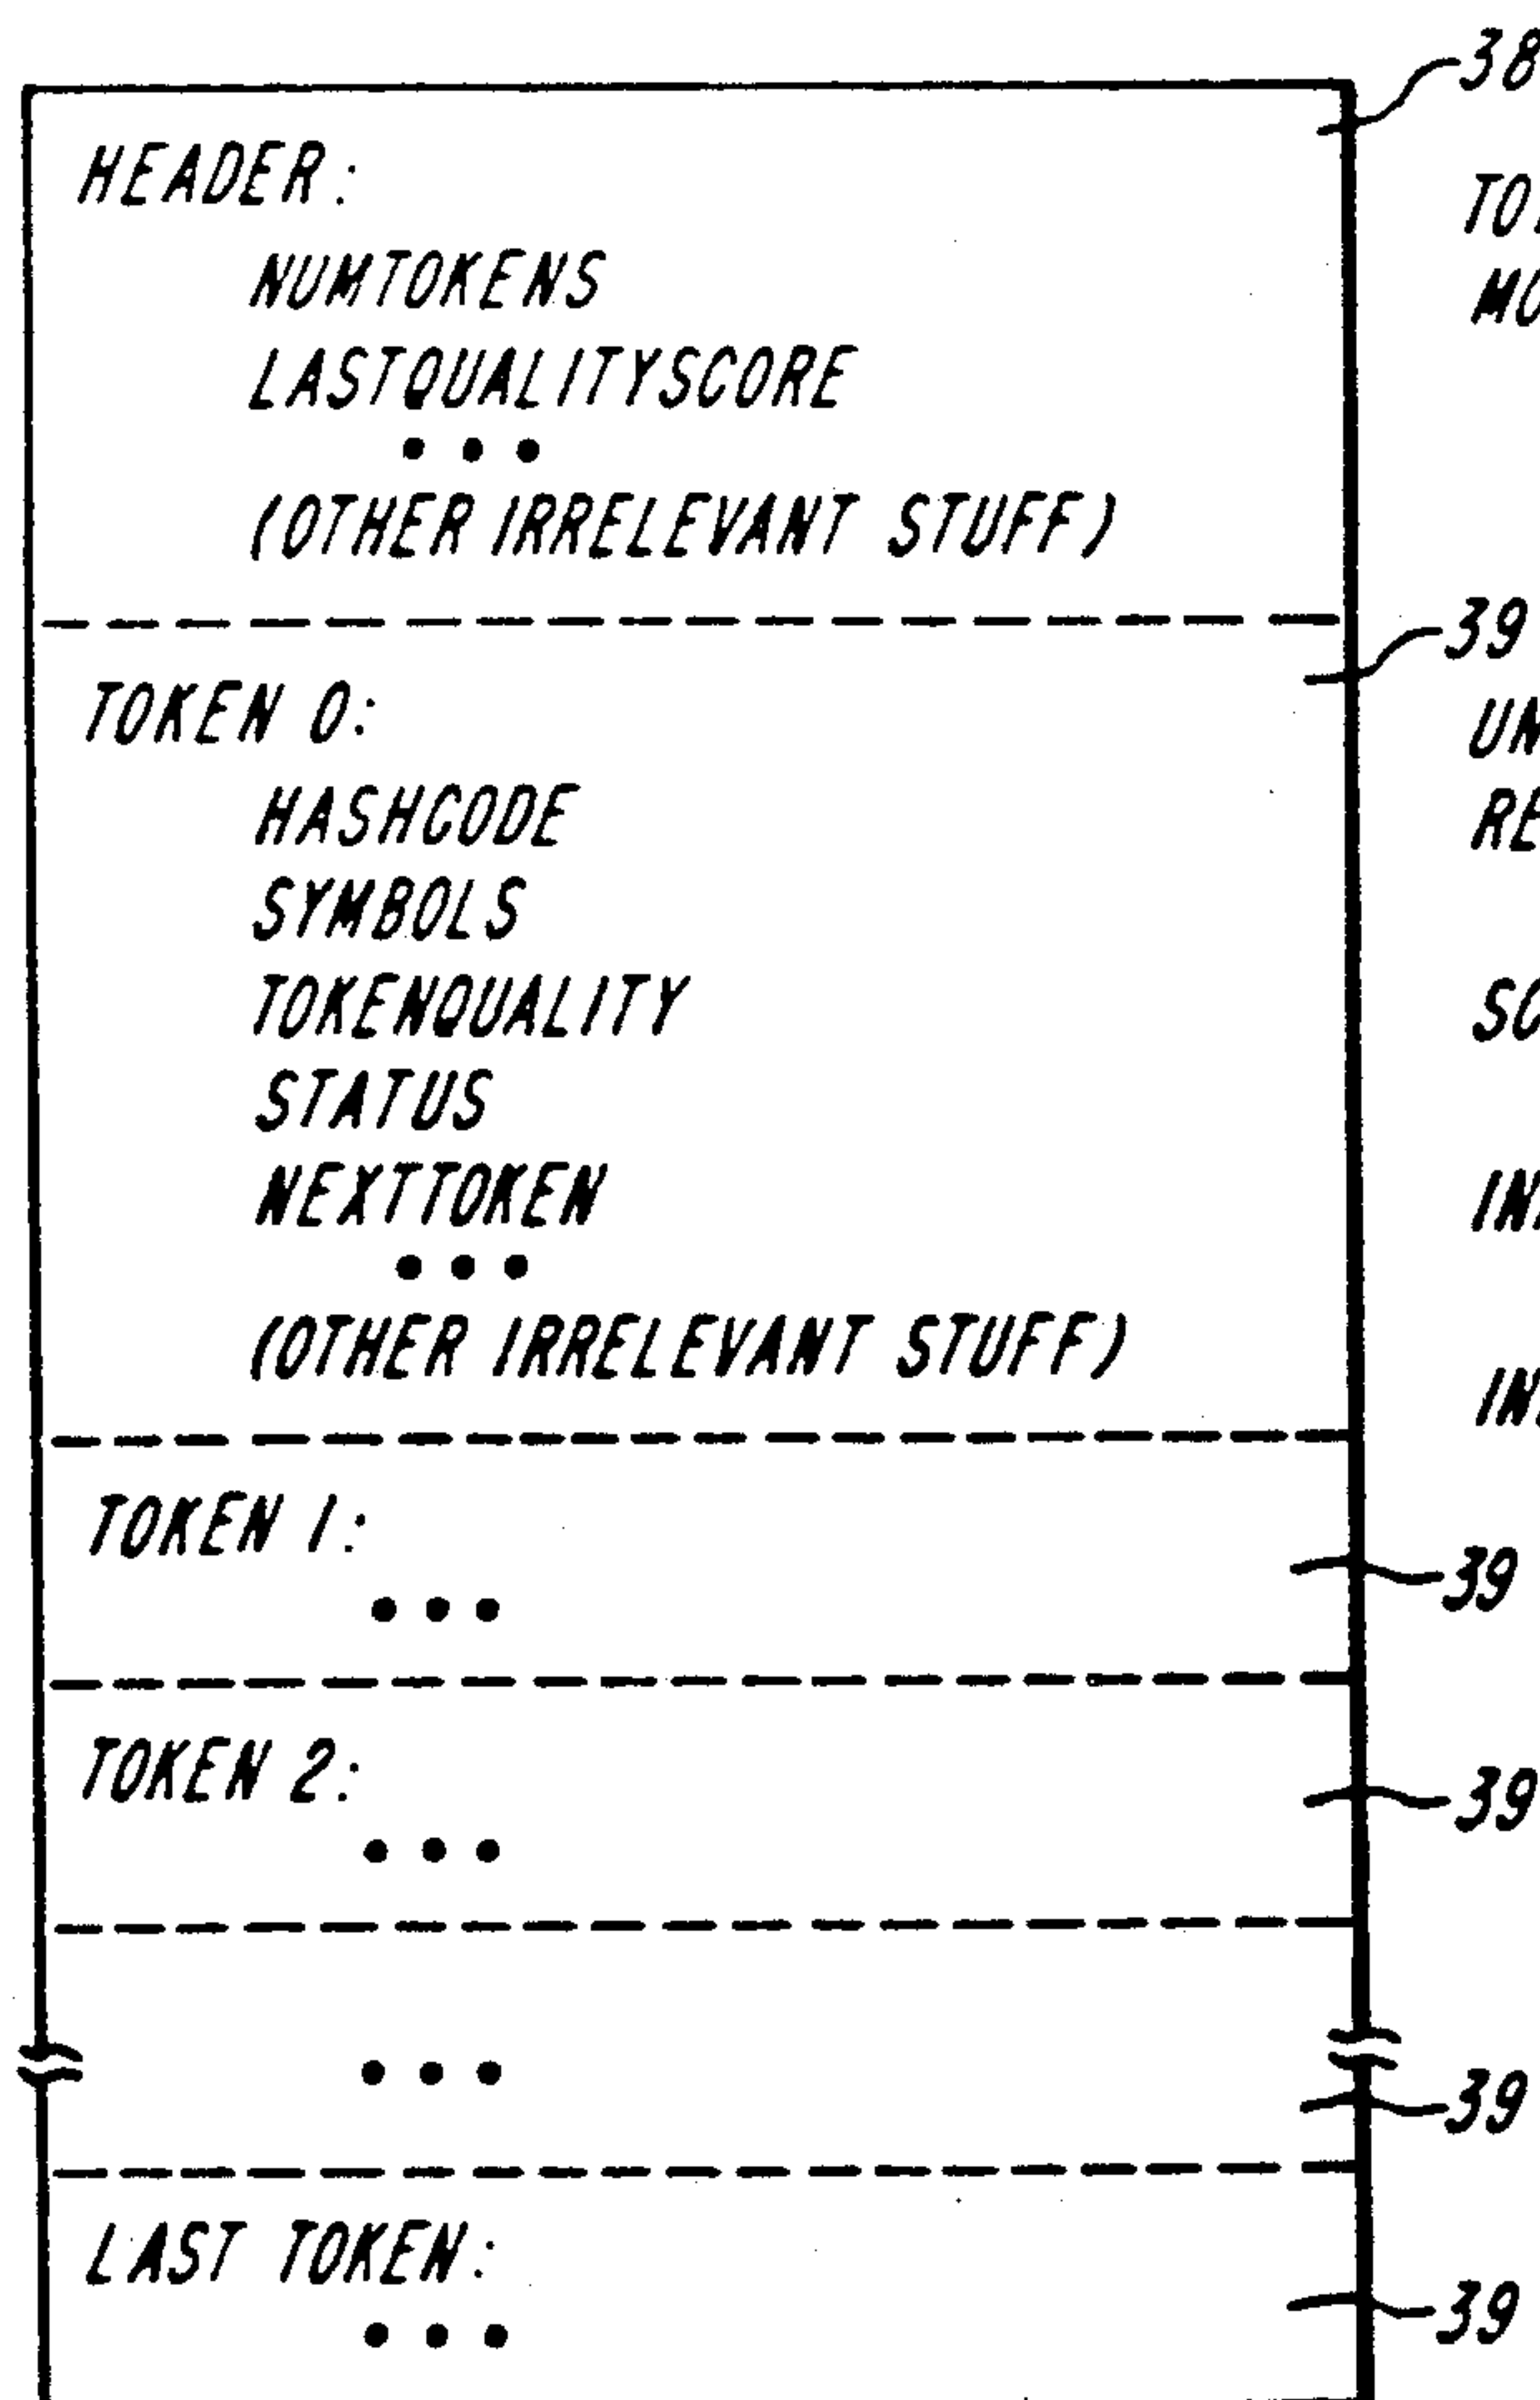 38
HEADER:
NUMTOKENS
LASTQUALITYSCORE
• • •
(OTHER IRRELEVANT STUFF)
39
TOKEN 0:
HASHCODE
SYMBOLS
TOKENQUALITY
STATUS
NEXTTOKEN
• • •
(OTHER IRRELEVANT STUFF)
TOKEN 1:
39
• • •
TOKEN 2:
39
• • •
• • •
39
LAST TOKEN:
39
• • •